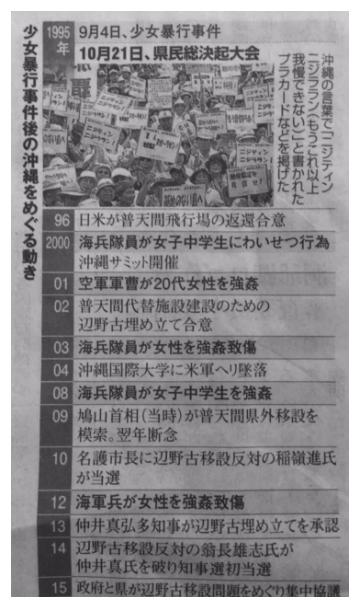 少女暴行事件後の沖縄をめぐる動き
1995年
9月4日、少女暴行事件
10月21日、県民総決起大会
沖縄の言葉で「ニジティン
ニジララン（もうこれ以上
我慢できない）」と書かれた
プラカードなどを掲げた
96 日米が普天間飛行場の返還合意
2000 海兵隊員が女子中学生にわいせつ行為
沖縄サミット開催
01 空軍軍曹が20代女性を強姦
02 普天間代替施設建設のための
辺野古埋め立て合意
03 海兵隊員が女性を強姦致傷
04 沖縄国際大学に米軍ヘリ墜落
08 海兵隊員が女子中学生を強姦
09 鳩山首相（当時）が普天間県外移設を
模索。翌年断念
10 名護市長に辺野古移設反対の稲嶺進氏
が当選
12 海軍兵が女性を強姦致傷
13 仲井真弘多知事が辺野古埋め立てを承認
14 辺野古移設反対の翁長雄志氏が
仲井真氏を破り知事選初当選
15 政府と県が辺野古移設問題をめぐり集中協議